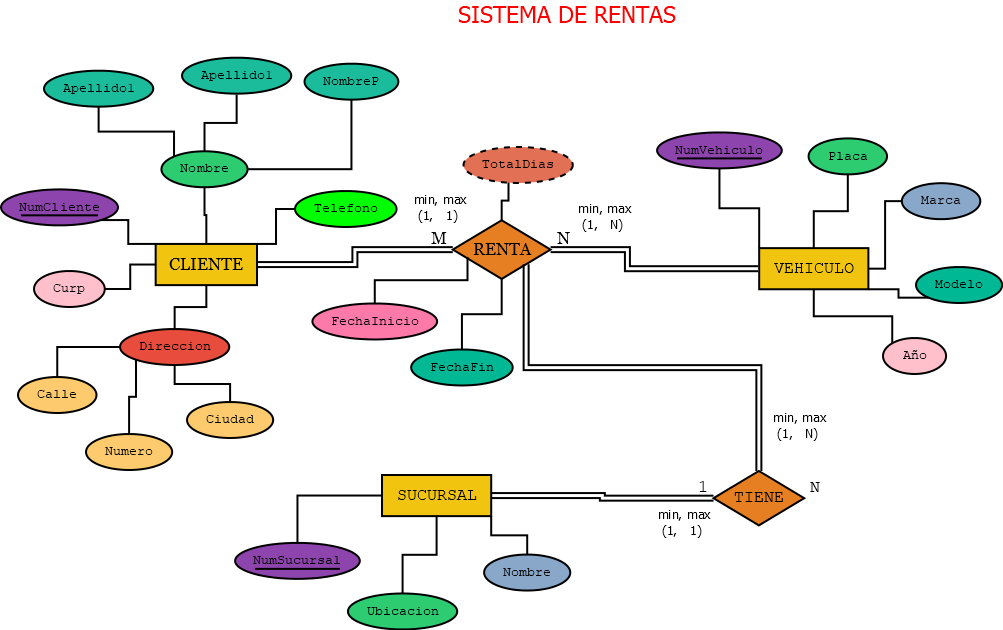 SISTEMA DE RENTAS
Apellido1
Apellido1
NombreP
Nombre
TotalDias
NumVehiculo
Placa
Marca
NumCliente
Telefono
min, max
(1, 1)
min, max
(1, N)
M
N
CLIENTE
RENTA
VEHICULO
Curp
Modelo
FechaInicio
Direccion
FechaFin
Año
Calle
Ciudad
Numero
min, max
(1, N)
SUCURSAL
1
TIENE
N
min, max
(1, 1)
NumSucursal
Nombre
Ubicacion